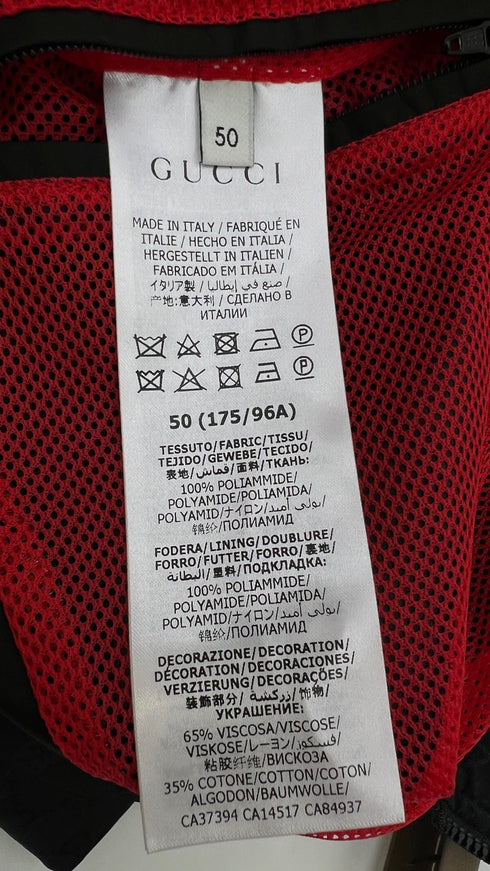 50
GUCCI
MADE IN ITALY / FABRIQUÉ EN
ITALIE / HECHO EN ITALIA /
HERGESTELLT IN ITALIEN /
FABRICADO EM ITÁLIA /
イタリア製 / صنع في إيطاليا /
产地:意大利 / СДЕЛАНО В
ИТАЛИИ
50 (175/96A)
TESSUTO/FABRIC/TISSU/
TEJIDO/GEWEBE/TECIDO/
表地/قماش/面料/ТКАНЬ:
100% POLIAMMIDE/
POLYAMIDE/POLIAMIDA/
POLYAMID/ナイロン/بولي أميد/
锦纶/ПОЛИАМИД
FODERA/LINING/DOUBLURE/
FORRO/FUTTER/FORRO/裏地/
البطانة/里料/ПОДКЛАДКА:
100% POLIAMMIDE/
POLYAMIDE/POLIAMIDA/
POLYAMID/ナイロン/بولي أميد/
锦纶/ПОЛИАМИД
DECORAZIONE/DECORATION/
DÉCORATION/DECORACIONES/
VERZIERUNG/DECORAÇÕES/
装飾部分/زركشة/饰物/
УКРАШЕНИЕ:
65% VISCOSA/VISCOSE/
VISKOSE/レーヨン/فسكوز/
粘胶纤维/ВИСКОЗА
35% COTONE/COTTON/COTON/
ALGODON/BAUMWOLLE/
CA37394 CA14517 CA84937